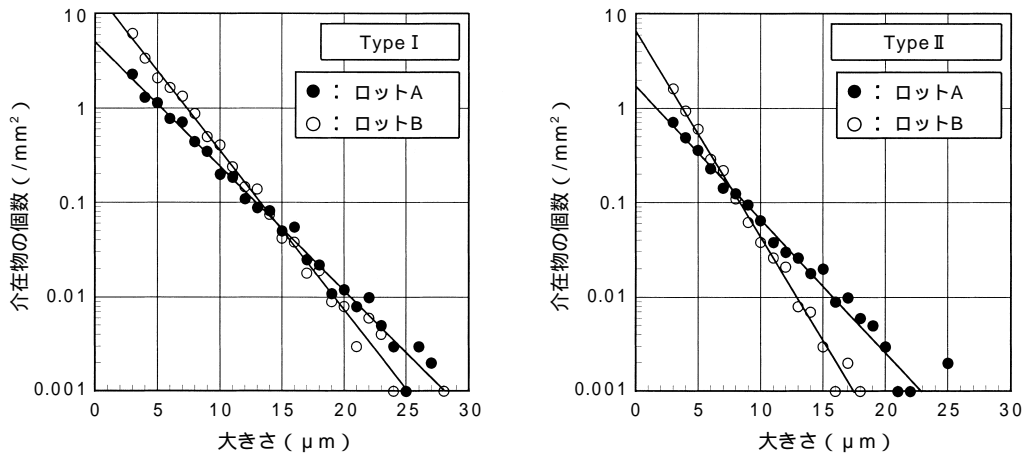 10
1
0.1
0.01
0.001
介在物の個数 ( /mm²)
Type Ⅰ
● : ロットA
○ : ロットB
0 5 10 15 20 25 30
大きさ ( μm )
10
1
0.1
0.01
0.001
介在物の個数 ( /mm²)
Type Ⅱ
● : ロットA
○ : ロットB
0 5 10 15 20 25 30
大きさ ( μm )